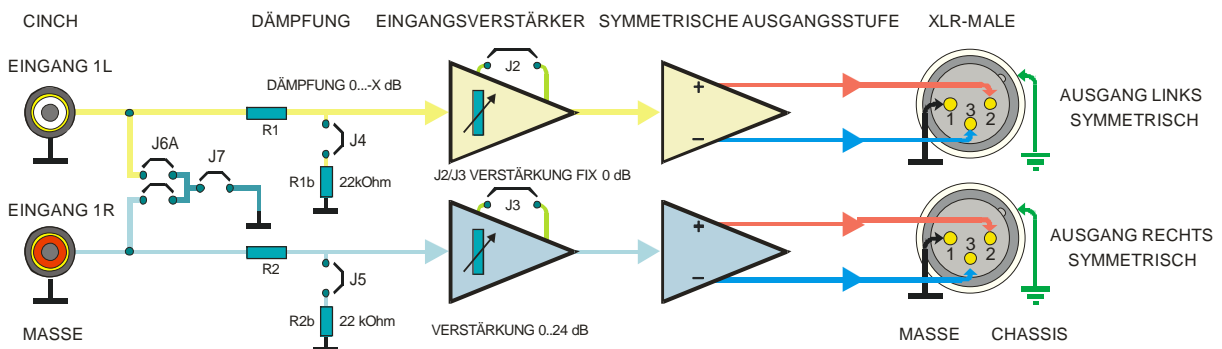 CINCH DÄMPFUNG EINGANGSVERSTÄRKER SYMMETRISCHE AUSGANGSSTUFE XLR-MALE
EINGANG 1L
DÄMPFUNG 0...-X dB
J2
R1
J4
+
−
1 3 2
AUSGANG LINKS
SYMMETRISCH
J6A
J7
R1b 22kOhm
J2/J3 VERSTÄRKUNG FIX 0 dB
EINGANG 1R
J3
R2
J5
+
−
1 3 2
AUSGANG RECHTS
SYMMETRISCH
R2b 22 kOhm
MASSE
VERSTÄRKUNG 0..24 dB
MASSE CHASSIS